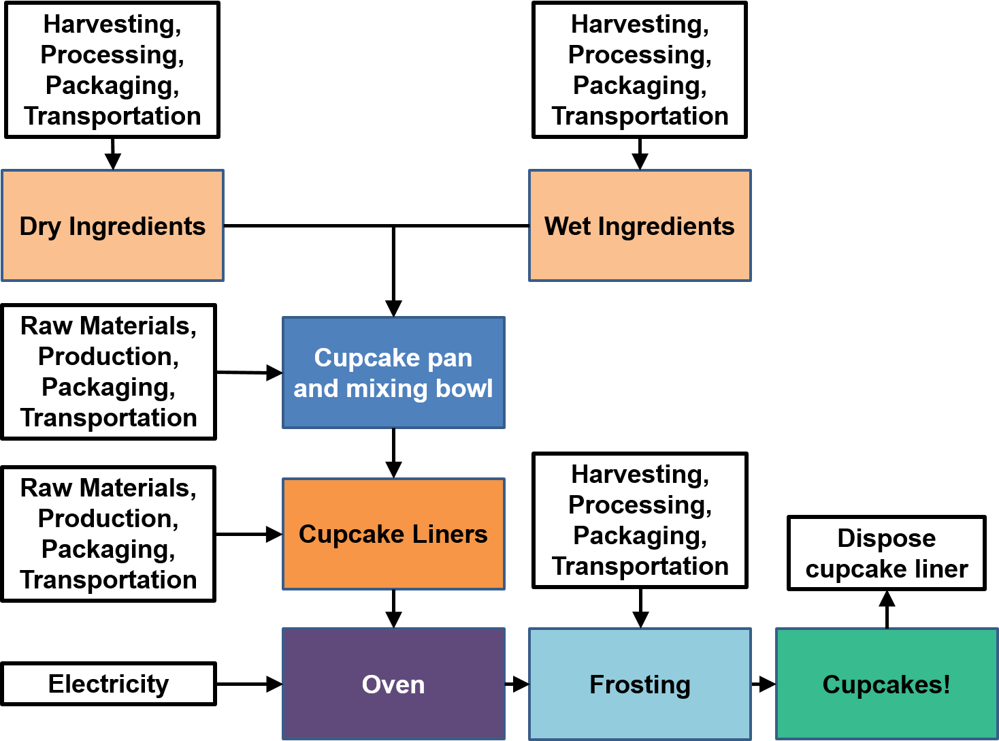 Harvesting,
Processing,
Packaging,
Transportation
Harvesting,
Processing,
Packaging,
Transportation
Dry Ingredients
Wet Ingredients
Raw Materials,
Production,
Packaging,
Transportation
Cupcake pan
and mixing bowl
Raw Materials,
Production,
Packaging,
Transportation
Cupcake Liners
Harvesting,
Processing,
Packaging,
Transportation
Dispose
cupcake liner
Electricity
Oven
Frosting
Cupcakes!